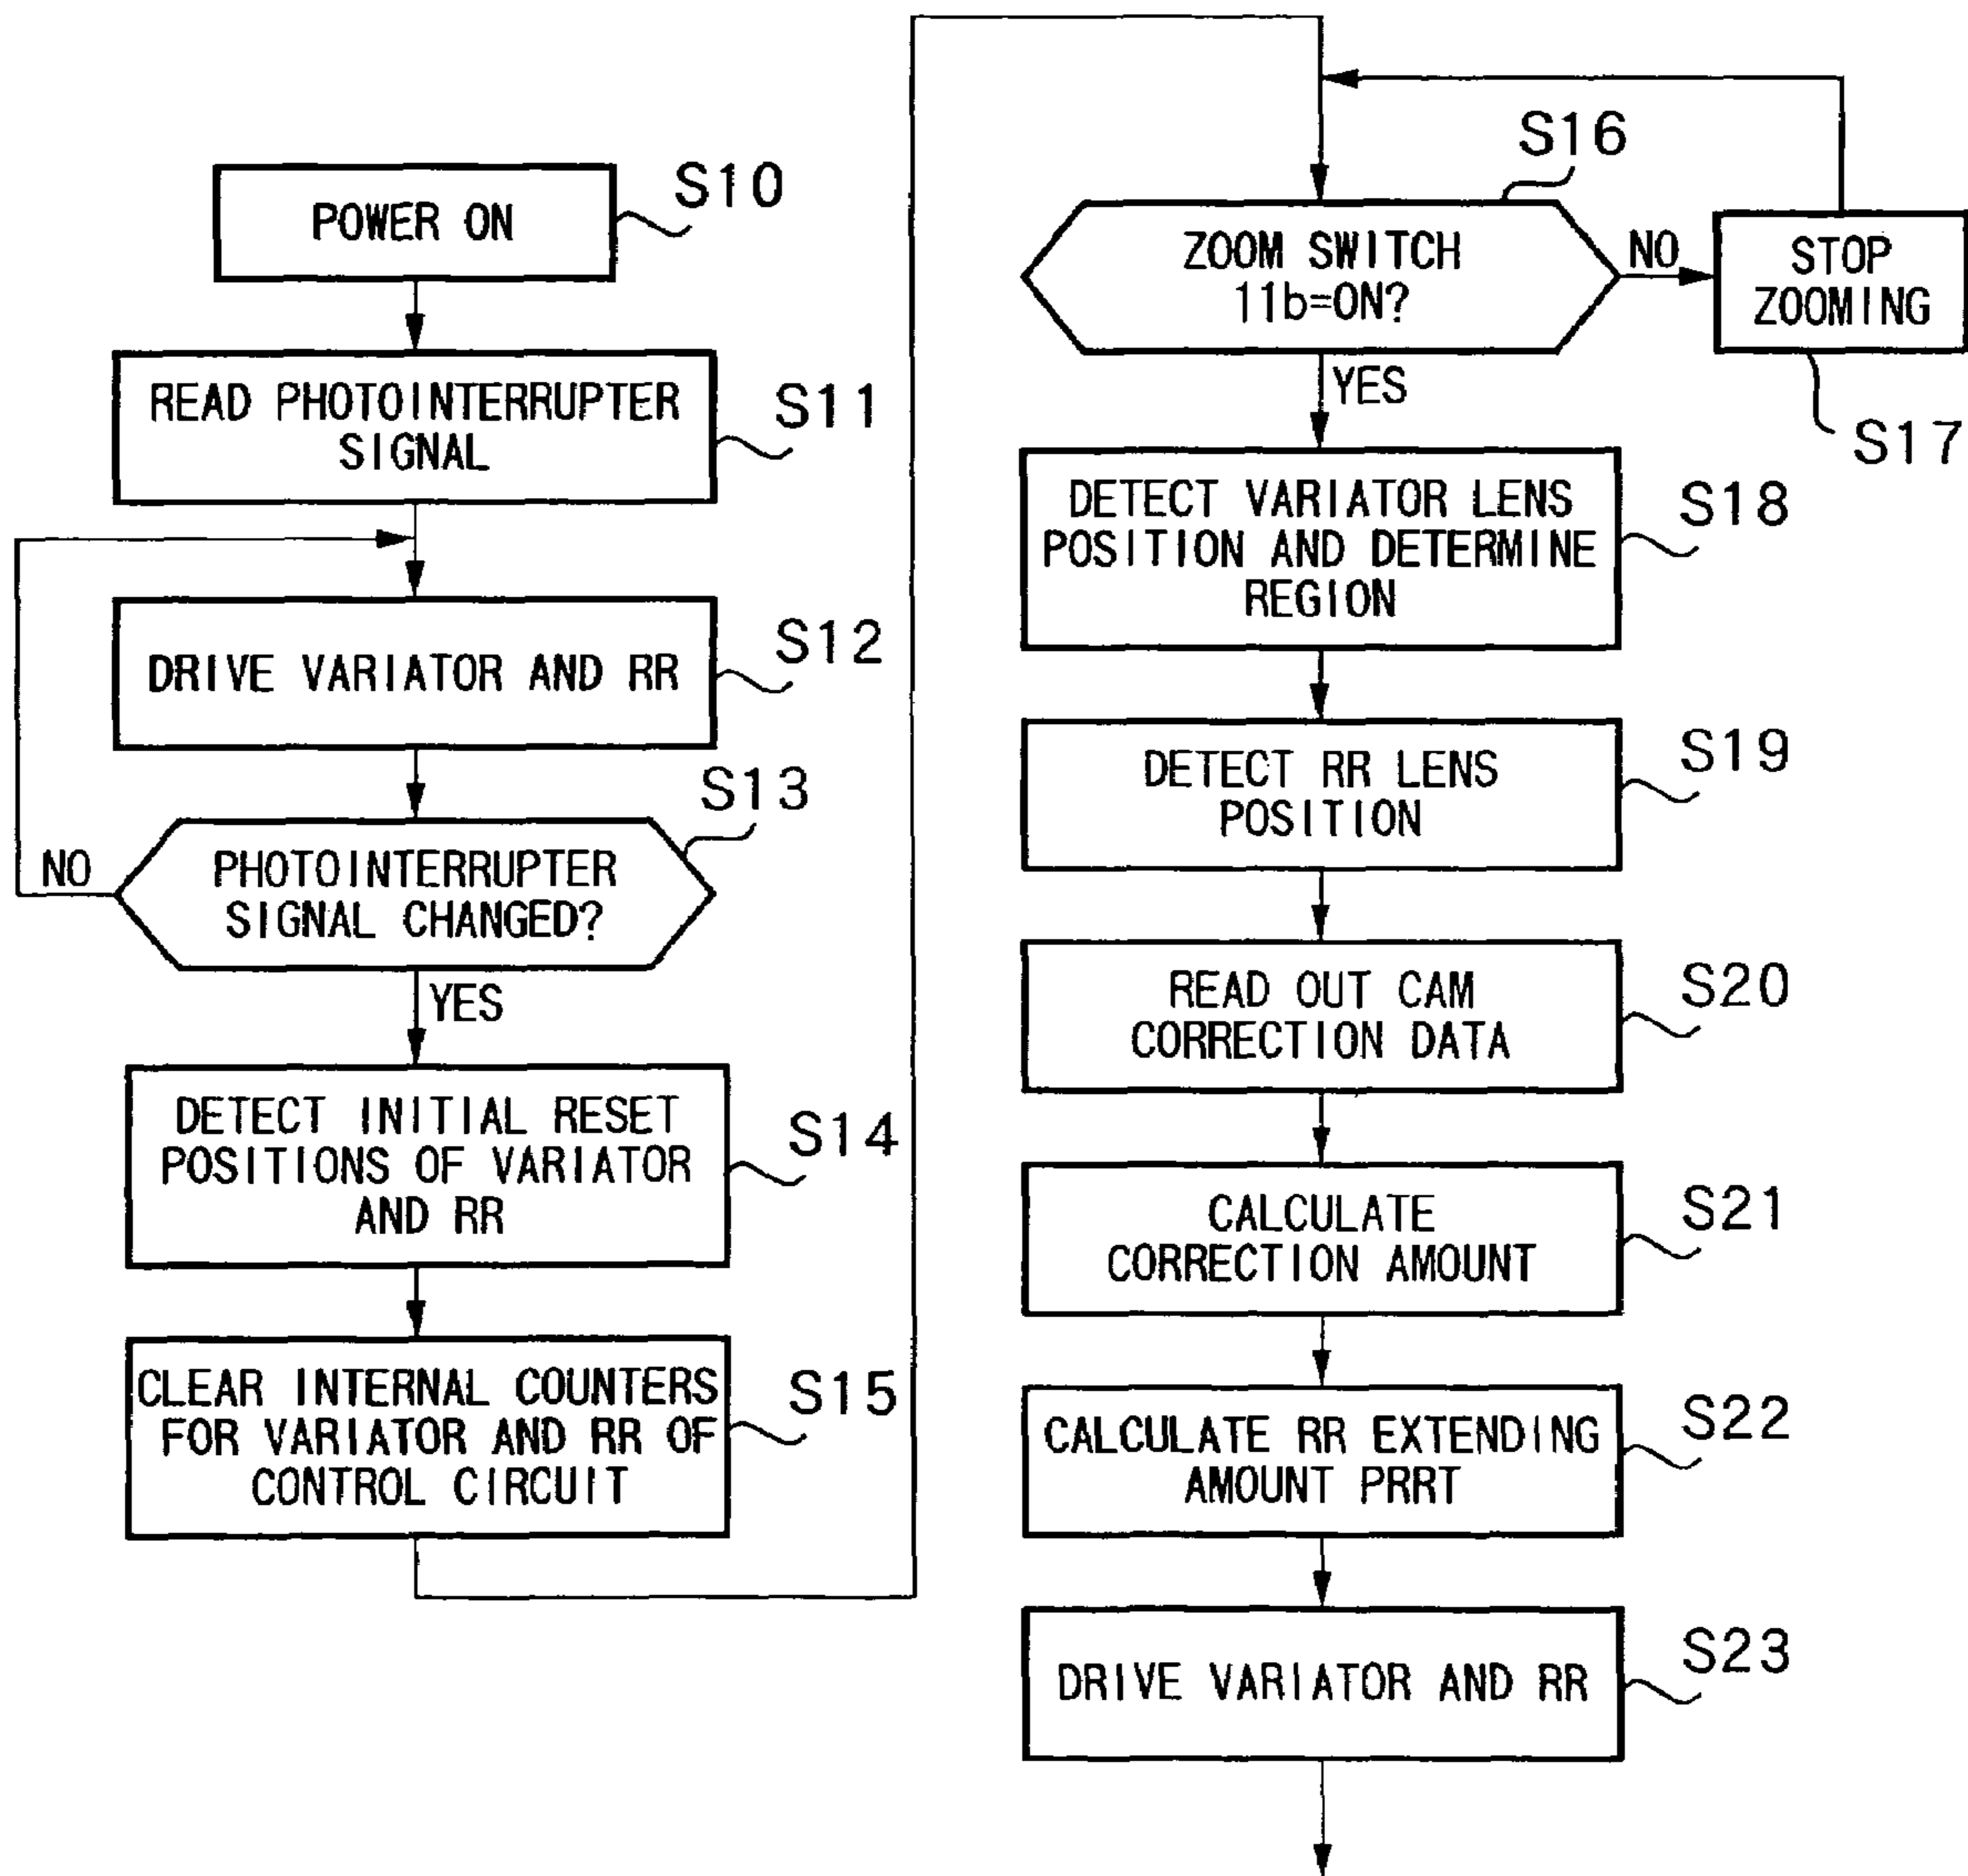 POWER ON
S10
READ PHOTOINTERRUPTER
SIGNAL
S11
DRIVE VARIATOR AND RR
S12
PHOTOINTERRUPTER
SIGNAL CHANGED?
S13
NO
YES
DETECT INITIAL RESET
POSITIONS OF VARIATOR
AND RR
S14
CLEAR INTERNAL COUNTERS
FOR VARIATOR AND RR OF
CONTROL CIRCUIT
S15
ZOOM SWITCH
11b=ON?
S16
NO
STOP
ZOOMING
S17
YES
DETECT VARIATOR LENS
POSITION AND DETERMINE
REGION
S18
DETECT RR LENS
POSITION
S19
READ OUT CAM
CORRECTION DATA
S20
CALCULATE
CORRECTION AMOUNT
S21
CALCULATE RR EXTENDING
AMOUNT PRRT
S22
DRIVE VARIATOR AND RR
S23